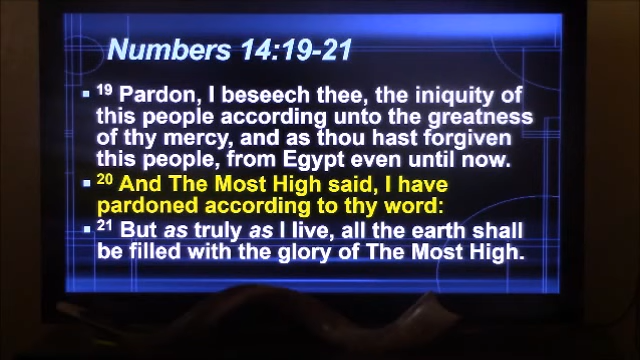 Numbers 14:19-21
19 Pardon, I beseech thee, the iniquity of
this people according unto the greatness
of thy mercy, and as thou hast forgiven
this people, from Egypt even until now.
20 And The Most High said, I have
pardoned according to thy word:
21 But as truly as I live, all the earth shall
be filled with the glory of The Most High.